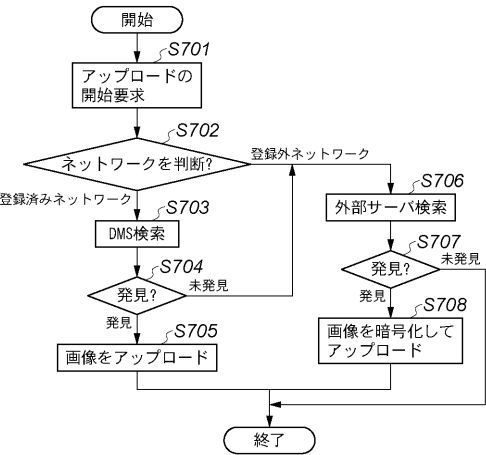 開始
S701
アップロードの
開始要求
S702
ネットワークを判断?
登録外ネットワーク
登録済みネットワーク
S703
DMS検索
S706
外部サーバ検索
S704
発見?
未発見
発見
S707
発見?
未発見
発見
S705
画像をアップロード
S708
画像を暗号化して
アップロード
終了